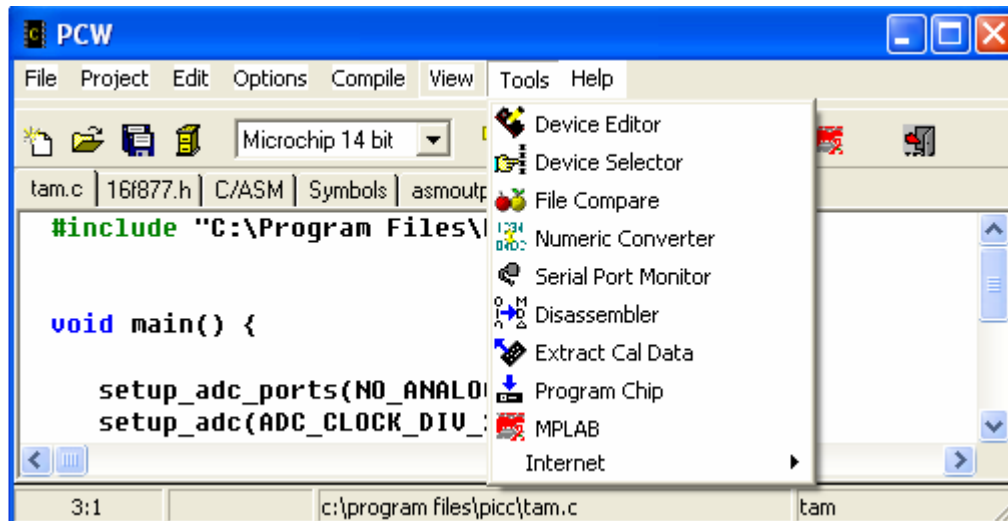 PCW
File Project Edit Options Compile View Tools Help
Microchip 14 bit
tam.c 16f877.h C/ASM Symbols asmoutp
#include "C:\Program Files\
void main() {
setup_adc_ports(NO_ANALO
setup_adc(ADC_CLOCK_DIV_
Device Editor
Device Selector
File Compare
Numeric Converter
Serial Port Monitor
Disassembler
Extract Cal Data
Program Chip
MPLAB
Internet
3:1 c:\program files\picc\tam.c tam